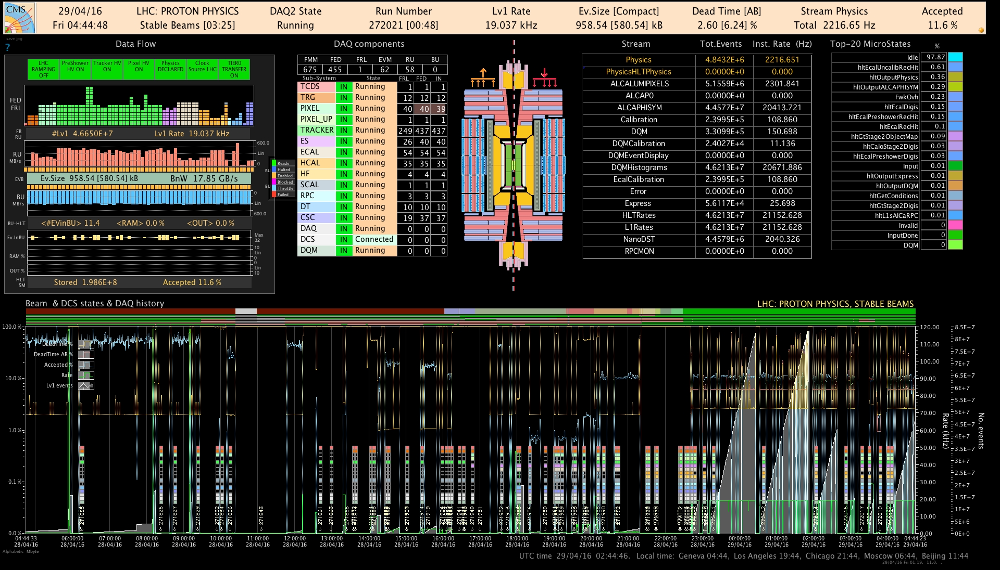 CMS
29/04/16 LHC: PROTON PHYSICS DAQ2 State Run Number Lv1 Rate Ev.Size [Compact] Dead Time [AB] Stream Physics Accepted
Fri 04:44:48 Stable Beams [03:25] Running 272021 [00:48] 19.037 kHz 958.54 [580.54] kB 2.60 [6.24] % Total 2216.65 Hz 11.6 %
save jpg
?
Data Flow
LHC RAMPING OFF
PreShower HV ON
Tracker HV ON
Pixel HV ON
Physics DECLARED
Clock Source LHC
TIER0 TRANSFER ON
FED
FRL
FB
RU
#Lv1 4.6650E+7 Lv1 Rate 19.037 kHz
RU
MB/s
600.0
Lin
0
EVB
Ev.Size 958.54 [580.54] kB BnW 17.85 GB/s
BU
MB/s
0
Lin
600.0
BU-HLT
<#EVinBU> 11.4 <RAM> 0.0 % <OUT> 0.0 %
Ev.InBU
Max
32
RAM %
10
Lin
0
OUT %
0
Lin
10
HLT
SM
Stored 1.986E+8 Accepted 11.6 %
RU
BU
Ready
Halted
Enabled
Blocked
Throttle
Failed
DAQ components
FMM FED FRL EVM RU BU
675 455 1 62 58 0
Sub-System State FRL FED IN
TCDS IN Running 1 1 1
TRG IN Running 12 12 12
PIXEL IN Running 40 40 39
PIXEL_UP IN Running 1 1 1
TRACKER IN Running 249 437 437
ES IN Running 26 40 40
ECAL IN Running 54 54 54
HCAL IN Running 35 35 35
HF IN Running 4 4 4
SCAL IN Running 1 1 1
RPC IN Running 3 3 3
DT IN Running 10 10 10
CSC IN Running 19 37 37
DAQ IN Running 0 0 0
DCS IN Connected 0 0 0
DQM IN Running 0 0 0
Stream Tot.Events Inst. Rate (Hz)
Physics 4.8432E+6 2216.651
PhysicsHLTPhysics 0.0000E+0 0.000
ALCALUMIPIXELS 5.1559E+6 2301.841
ALCAP0 0.0000E+0 0.000
ALCAPHISYM 4.4577E+7 20413.721
Calibration 2.3995E+5 108.860
DQM 3.3099E+5 150.698
DQMCalibration 2.4027E+4 11.136
DQMEventDisplay 0.0000E+0 0.000
DQMHistograms 4.6213E+7 20671.886
EcalCalibration 2.3995E+5 108.860
Error 0.0000E+0 0.000
Express 5.6117E+4 25.698
HLTRates 4.6213E+7 21152.628
L1Rates 4.6213E+7 21152.628
NanoDST 4.4579E+6 2040.326
RPCMON 0.0000E+0 0.000
Top-20 MicroStates %
Idle 97.87
hltEcalUncalibRecHit 0.61
hltOutputPhysics 0.36
hltOutputALCAPHISYM 0.29
FwkOvh 0.23
hltEcalDigis 0.15
hltEcalPreshowerRecHit 0.15
hltEcalRecHit 0.1
hltGtStage2ObjectMap 0.09
hltCaloStage2Digis 0.03
hltEcalPreshowerDigis 0.03
Input 0.01
hltOutputExpress 0.01
hltOutputDQM 0.01
hltGetConditions 0.01
hltGtStage2Digis 0.01
hltL1sAlCaRPC 0.01
Invalid 0
InputDone 0
DQM 0
Beam & DCS states & DAQ history
LHC: PROTON PHYSICS, STABLE BEAMS
100.0 %
10.0 %
1.0 %
0.1 %
0.0 %
DeadTime %
DeadTime AB %
Accepted %
Rate
Lv1 events
<-271826
<-271827
<-271829
<-271836
<-271843
<-271861
<-271863
<-271919
<-271949
<-271951
<-271959
<-272011
<-272012
<-272016
<-272017
<-272019
120.00
110.00
100.00
90.00
80.00
70.00
60.00
50.00
40.00
30.00
20.00
10.00
0.00
Rate (kHz)
8.5E+7
8E+7
7.5E+7
7E+7
6.5E+7
6E+7
5.5E+7
5E+7
4.5E+7
4E+7
3.5E+7
3E+7
2.5E+7
2E+7
1.5E+7
1E+7
5E+6
0E+0
No. events
04:44:33 06:00:00 07:00:00 08:00:00 09:00:00 10:00:00 11:00:00 12:00:00 13:00:00 14:00:00 15:00:00 16:00:00 17:00:00 18:00:00 19:00:00 20:00:00 21:00:00 22:00:00 23:00:00 00:00:00 01:00:00 02:00:00 03:00:00 04:00:00 04:44:23
28/04/16 28/04/16 28/04/16 28/04/16 28/04/16 28/04/16 28/04/16 28/04/16 28/04/16 28/04/16 28/04/16 28/04/16 28/04/16 28/04/16 28/04/16 28/04/16 28/04/16 28/04/16 28/04/16 29/04/16 29/04/16 29/04/16 29/04/16 29/04/16 29/04/16
Alphabetic Mbyte
UTC time 29/04/16 02:44:46. Local time: Geneva 04:44, Los Angeles 19:44, Chicago 21:44, Moscow 06:44, Beijing 11:44
29/04/16 Fri 01:19. 11.0.